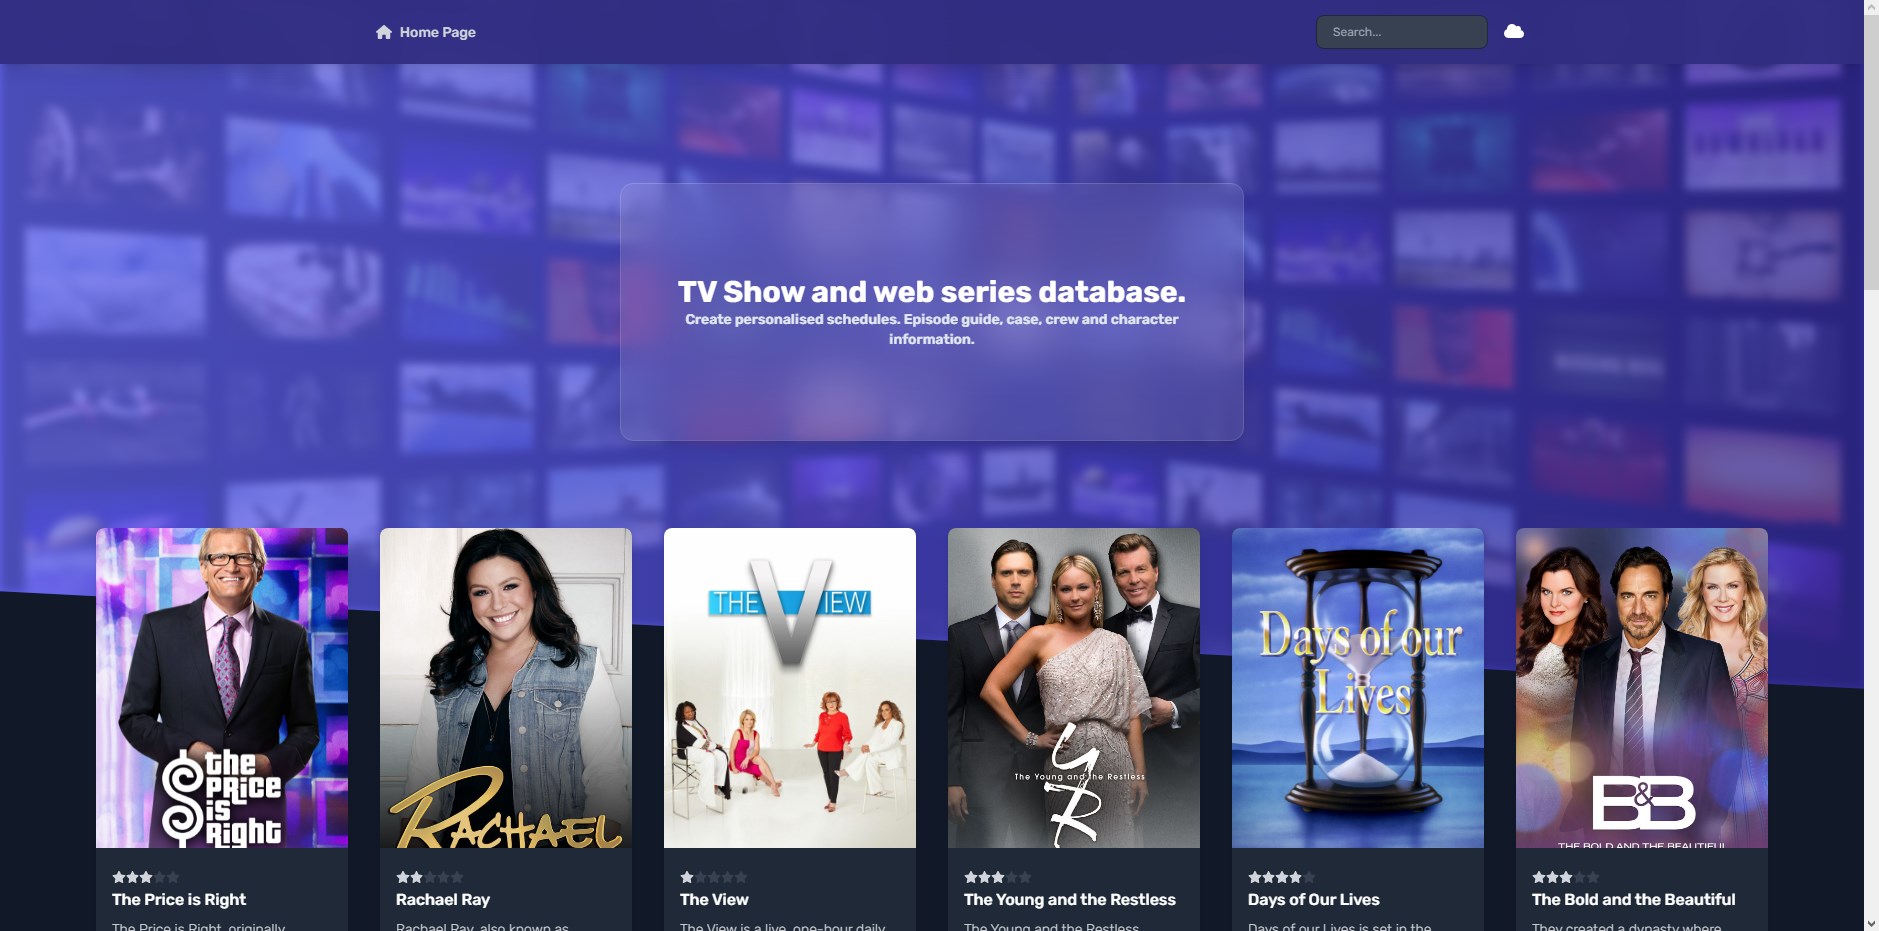 Home Page
Search...
TV Show and web series database.
Create personalised schedules. Episode guide, case, crew and character
information.
the
PRICE
is
Right
RACHAEL
THE VIEW
Y
The Young and the Restless
R
Days of our
Lives
B&B
THE BOLD AND THE BEAUTIFUL
The Price is Right
Rachael Ray
The View
The Young and the Restless
Days of Our Lives
The Bold and the Beautiful
The Price is Right, originally
Rachael Ray, also known as
The View is a live, one-hour daily
The Young and the Restless
Days of our Lives is set in the
They created a dynasty where